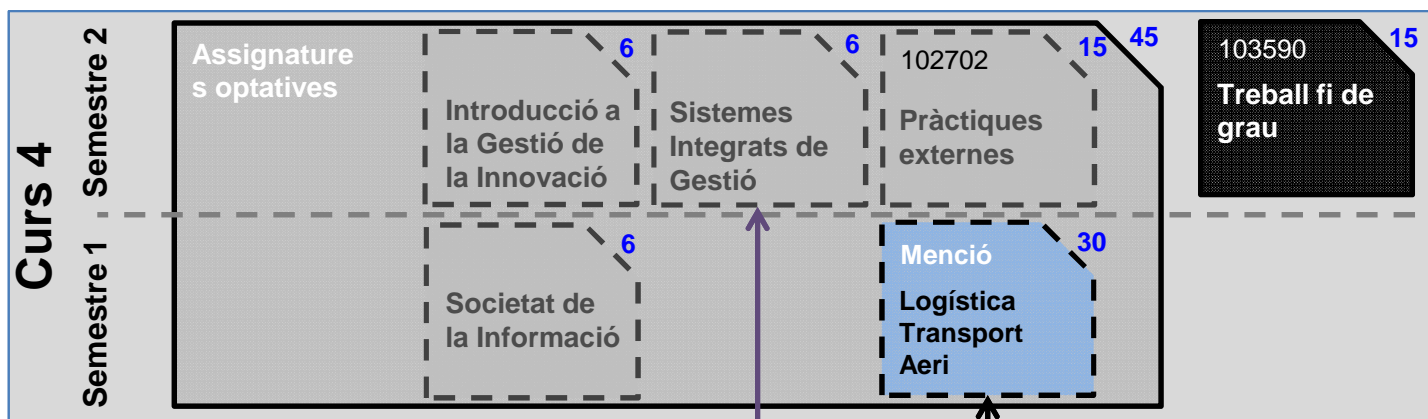 Curs 4
Semestre 2
Assignature
s optatives
6
Introducció a
la Gestió de
la Innovació
6
Sistemes
Integrats de
Gestió
102702
15
Pràctiques
externes
45
103590
15
Treball fi de
grau
Semestre 1
6
Societat de
la Informació
30
Menció
Logística
Transport
Aeri